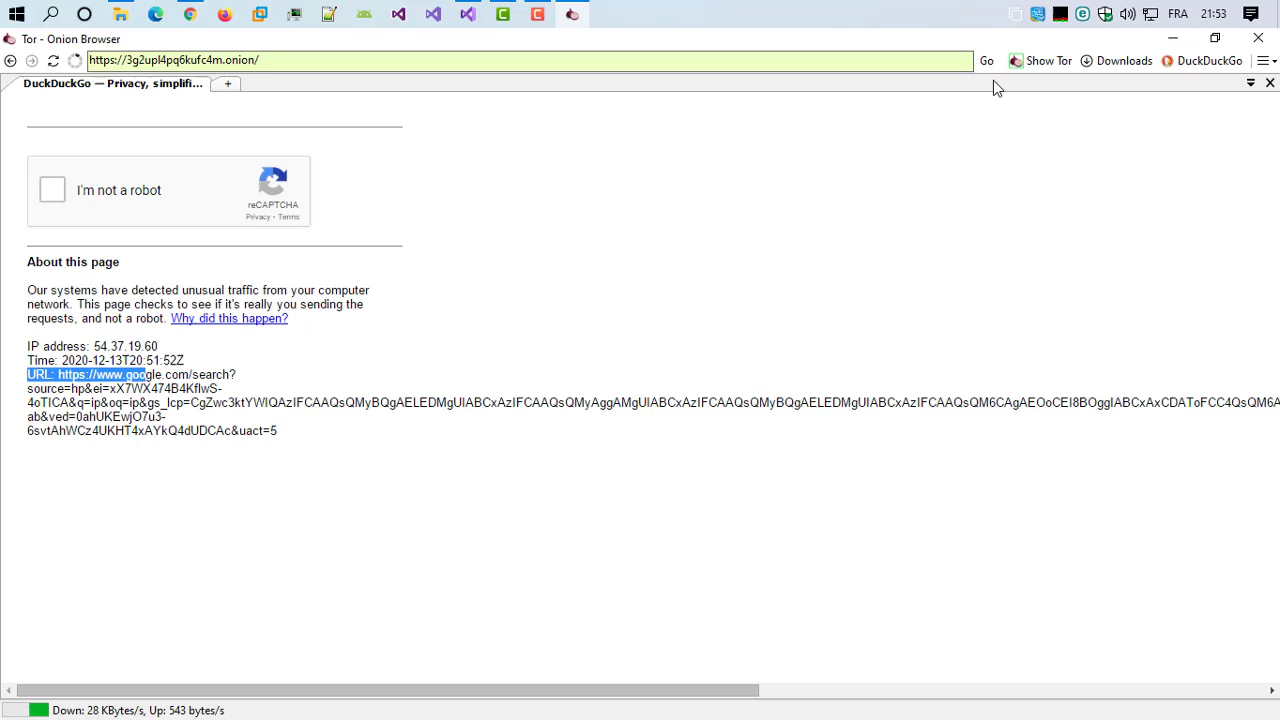 FRA 21:53
Tor - Onion Browser
https://3g2upl4pq6kufc4m.onion/
Go Show Tor Downloads DuckDuckGo
DuckDuckGo — Privacy, simplifi...
I'm not a robot
reCAPTCHA
Privacy - Terms
About this page
Our systems have detected unusual traffic from your computer
network. This page checks to see if it's really you sending the
requests, and not a robot. Why did this happen?
IP address: 54.37.19.60
Time: 2020-12-13T20:51:52Z
URL: https://www.google.com/search?
source=hp&ei=xX7WX474B4KflwS-
4oTICA&q=ip&oq=ip&gs_lcp=CgZwc3ktYWIQAzIFCAAQsQMyBQgAELEDMgUIABCxAzIFCAAQsQMyAggAMgUIABCxAzIFCAAQsQMyBQgAELEDMgUIABCxAzIFCAAQsQM6CAgAEOoCEI8BOggIABCxAxCDAToFCC4QsQM6A
ab&ved=0ahUKEwjO7u3-
6svtAhWCz4UKHT4xAYkQ4dUDCAc&uact=5
Down: 28 KBytes/s, Up: 543 bytes/s